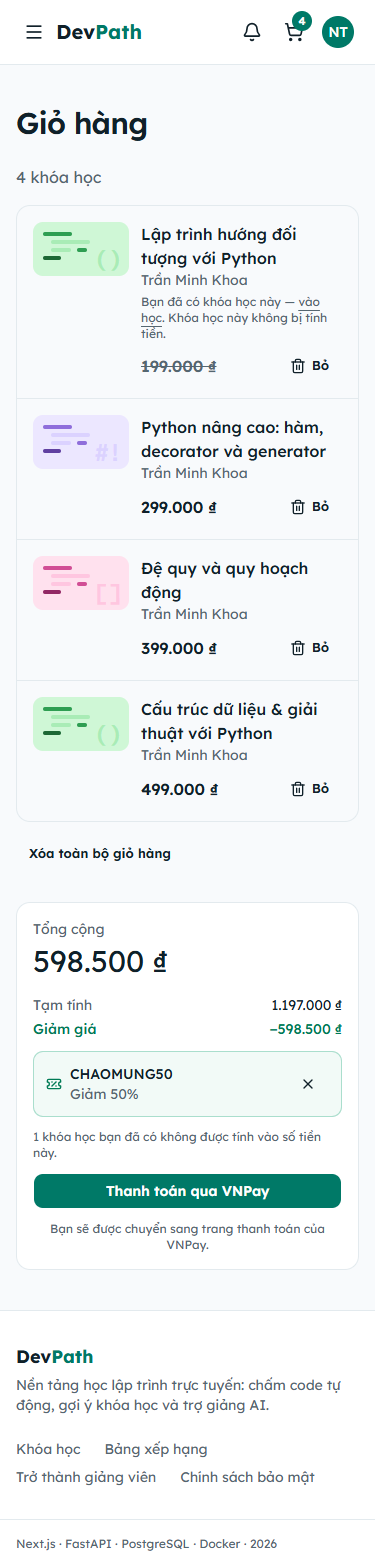 DevPath
4
NT
Giỏ hàng
4 khóa học
( )
Lập trình hướng đối
tượng với Python
Trần Minh Khoa
Bạn đã có khóa học này — vào
học. Khóa học này không bị tính
tiền.
199.000 ₫
Bỏ
#!
Python nâng cao: hàm,
decorator và generator
Trần Minh Khoa
299.000 ₫
Bỏ
[ ]
Đệ quy và quy hoạch
động
Trần Minh Khoa
399.000 ₫
Bỏ
( )
Cấu trúc dữ liệu & giải
thuật với Python
Trần Minh Khoa
499.000 ₫
Bỏ
Xóa toàn bộ giỏ hàng
Tổng cộng
598.500 ₫
Tạm tính 1.197.000 ₫
Giảm giá −598.500 ₫
CHAOMUNG50
Giảm 50%
1 khóa học bạn đã có không được tính vào số tiền
này.
Thanh toán qua VNPay
Bạn sẽ được chuyển sang trang thanh toán của
VNPay.
DevPath
Nền tảng học lập trình trực tuyến: chấm code tự
động, gợi ý khóa học và trợ giảng AI.
Khóa học Bảng xếp hạng
Trở thành giảng viên Chính sách bảo mật
Next.js · FastAPI · PostgreSQL · Docker · 2026